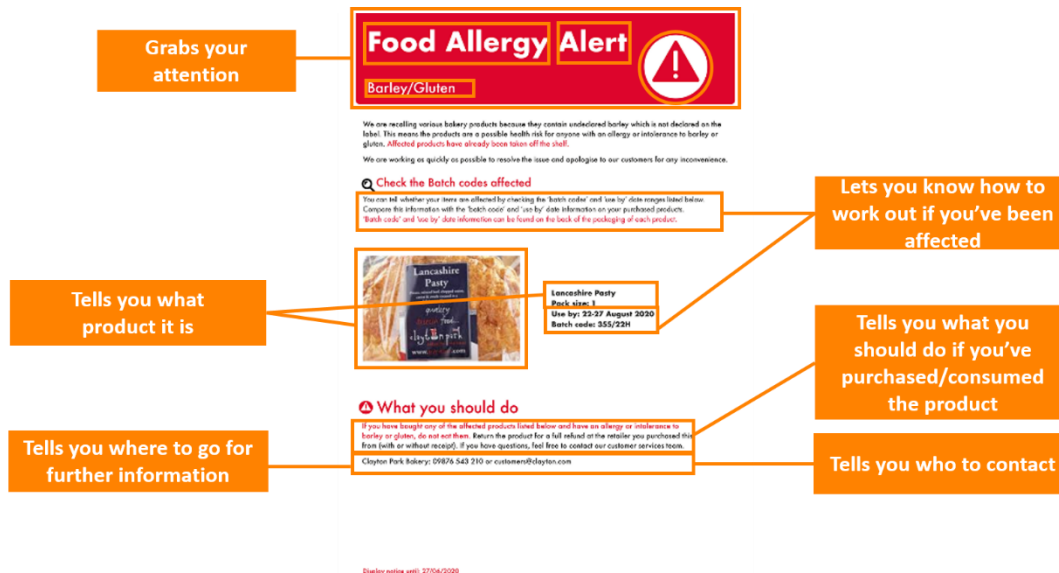 Grabs your
attention
Food Allergy Alert
Barley/Gluten
We are recalling various bakery products because they contain undeclared barley which is not declared on the
label. This means the products are a possible health risk for anyone with an allergy or intolerance to barley or
gluten. Affected products have already been taken off the shelf.
We are working as quickly as possible to resolve the issue and apologise to our customers for any inconvenience.
Check the Batch codes affected
You can tell whether your items are affected by checking the 'batch codes' and 'use by' date ranges listed below.
Compare this information with the 'batch code' and 'use by' date information on your purchased products.
'Batch code' and 'use by' date information can be found on the back of the packaging of each product.
Lets you know how to
work out if you've been
affected
Tells you what
product it is
Lancashire
Pasty
quality
food
clayton park
www. .com
Lancashire Pasty
Pack size: 1
Use by: 22-27 August 2020
Batch code: 355/22H
Tells you what you
should do if you've
purchased/consumed
the product
What you should do
If you have bought any of the affected products listed below and have an allergy or intolerance to
barley or gluten, do not eat them. Return the product for a full refund at the retailer you purchased this
from (with or without receipt). If you have questions, feel free to contact our customer services team.
Clayton Park Bakery: 09876 543 210 or customers@clayton.com
Tells you where to go for
further information
Tells you who to contact
Display notice until: 27/06/2020